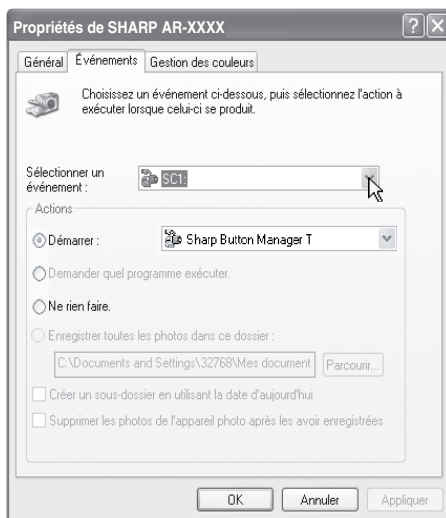 Propriétés de SHARP AR-XXXX
Général
Événements
Gestion des couleurs
Choisissez un événement ci-dessous, puis sélectionnez l'action à
exécuter lorsque celui-ci se produit.
Sélectionner un
événement :
SC1:
Actions
Démarrer :
Sharp Button Manager T
Demander quel programme exécuter.
Ne rien faire.
Enregistrer toutes les photos dans ce dossier :
C:\Documents and Settings\32768\Mes document
Parcourir...
Créer un sous-dossier en utilisant la date d'aujourd'hui
Supprimer les photos de l'appareil photo après les avoir enregistrées
OK
Annuler
Appliquer